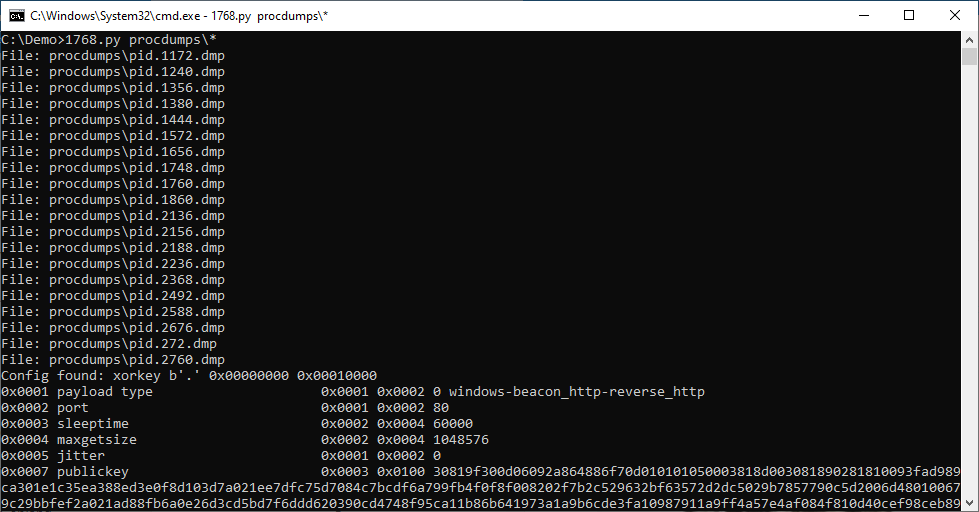 C:\Windows\System32\cmd.exe - 1768.py  procdumps\*
C:\Demo>1768.py procdumps\*
File: procdumps\pid.1172.dmp
File: procdumps\pid.1240.dmp
File: procdumps\pid.1356.dmp
File: procdumps\pid.1380.dmp
File: procdumps\pid.1444.dmp
File: procdumps\pid.1572.dmp
File: procdumps\pid.1656.dmp
File: procdumps\pid.1748.dmp
File: procdumps\pid.1760.dmp
File: procdumps\pid.1860.dmp
File: procdumps\pid.2136.dmp
File: procdumps\pid.2156.dmp
File: procdumps\pid.2188.dmp
File: procdumps\pid.2236.dmp
File: procdumps\pid.2368.dmp
File: procdumps\pid.2492.dmp
File: procdumps\pid.2588.dmp
File: procdumps\pid.2676.dmp
File: procdumps\pid.272.dmp
File: procdumps\pid.2760.dmp
Config found: xorkey b'.' 0x00000000 0x00010000
0x0001 payload type                     0x0001 0x0002 0 windows-beacon_http-reverse_http
0x0002 port                             0x0001 0x0002 80
0x0003 sleeptime                        0x0002 0x0004 60000
0x0004 maxgetsize                       0x0002 0x0004 1048576
0x0005 jitter                           0x0001 0x0002 0
0x0007 publickey                        0x0003 0x0100 30819f300d06092a864886f70d010101050003818d003081890281810093fad989
ca301e1c35ea388ed3e0f8d103d7a021ee7dfc75d7084c7bcdf6a799fb4f0f8f008202f7b2c529632bf63572d2dc5029b7857790c5d2006d48010067
9c29bbfef2a021ad88fb6a0e26d3cd5bd7f6ddd620390cd4748f95ca11b86b641973a1a9b6cde3fa10987911a9ff4a57e4af084f810d40cef98ceb89